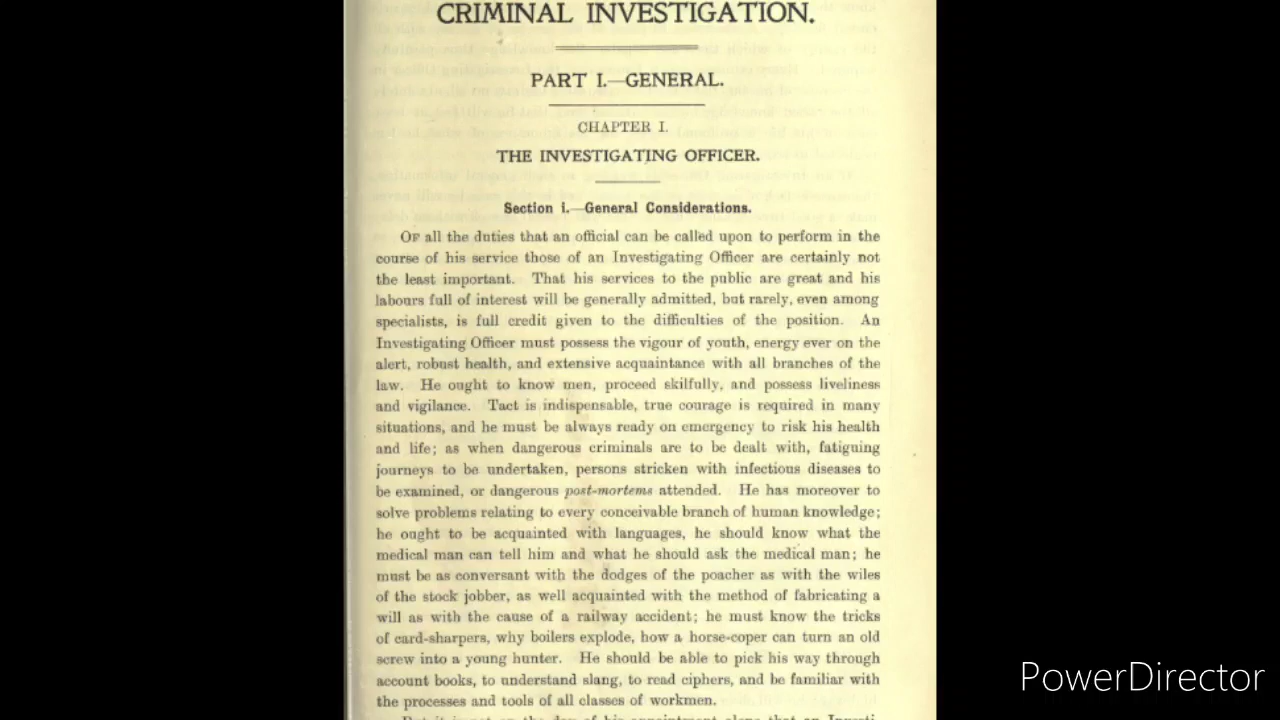 CRIMINAL INVESTIGATION.
PART I.—GENERAL.
CHAPTER I.
THE INVESTIGATING OFFICER.
Section i.—General Considerations.
OF all the duties that an official can be called upon to perform in the
course of his service those of an Investigating Officer are certainly not
the least important. That his services to the public are great and his
labours full of interest will be generally admitted, but rarely, even among
specialists, is full credit given to the difficulties of the position. An
Investigating Officer must possess the vigour of youth, energy ever on the
alert, robust health, and extensive acquaintance with all branches of the
law. He ought to know men, proceed skilfully, and possess liveliness
and vigilance. Tact is indispensable, true courage is required in many
situations, and he must be always ready on emergency to risk his health
and life; as when dangerous criminals are to be dealt with, fatiguing
journeys to be undertaken, persons stricken with infectious diseases to
be examined, or dangerous post-mortems attended. He has moreover to
solve problems relating to every conceivable branch of human knowledge;
he ought to be acquainted with languages, he should know what the
medical man can tell him and what he should ask the medical man; he
must be as conversant with the dodges of the poacher as with the wiles
of the stock jobber, as well acquainted with the method of fabricating a
will as with the cause of a railway accident; he must know the tricks
of card-sharpers, why boilers explode, how a horse-coper can turn an old
screw into a young hunter. He should be able to pick his way through
account books, to understand slang, to read ciphers, and be familiar with
the processes and tools of all classes of workmen.
But it is not on the day of his appointment alone that an Investi-
PowerDirector